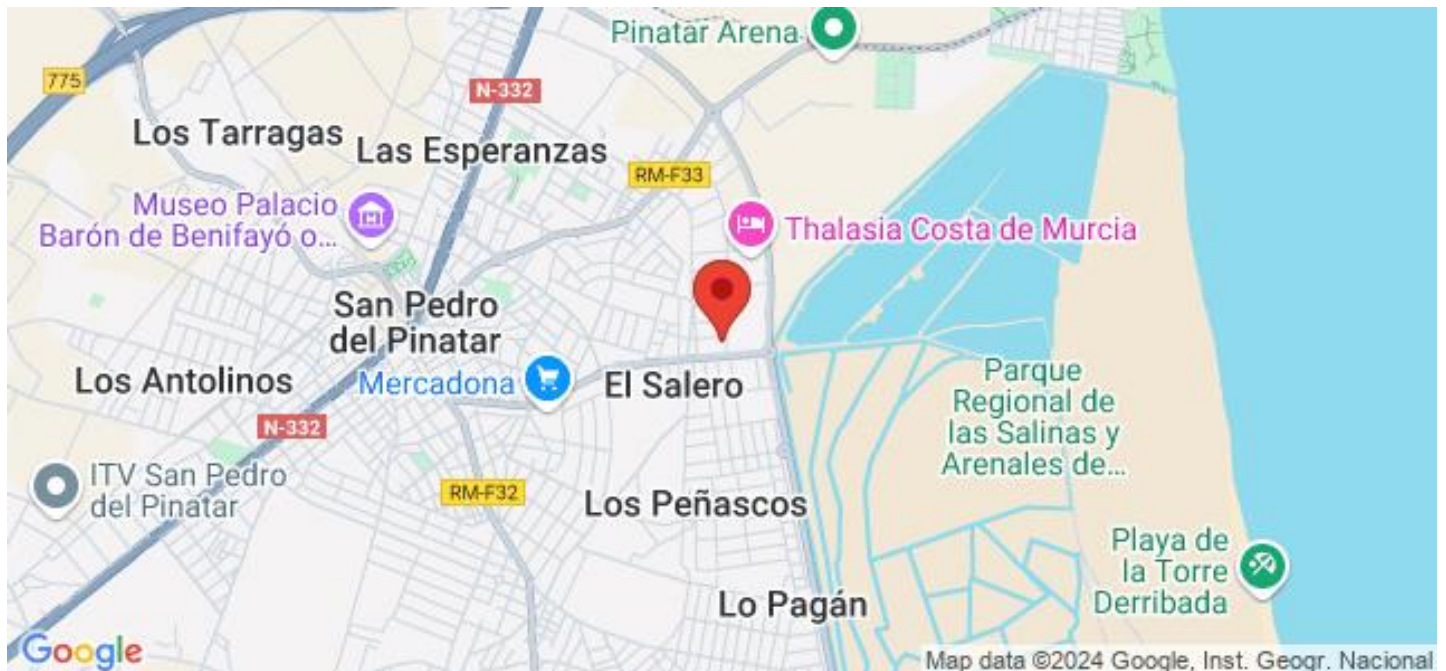 Pinatar Arena
775
N-332
Los Tarragas
Las Esperanzas
RM-F33
Museo Palacio
Barón de Benifayó o...
Thalasia Costa de Murcia
San Pedro
del Pinatar
Los Antolinos
Mercadona
El Salero
Parque
Regional de
las Salinas y
Arenales de...
N-332
ITV San Pedro
del Pinatar
RM-F32
Los Peñascos
Playa de
la Torre
Derribada
Lo Pagán
Google
Map data ©2024 Google, Inst. Geogr. Nacional